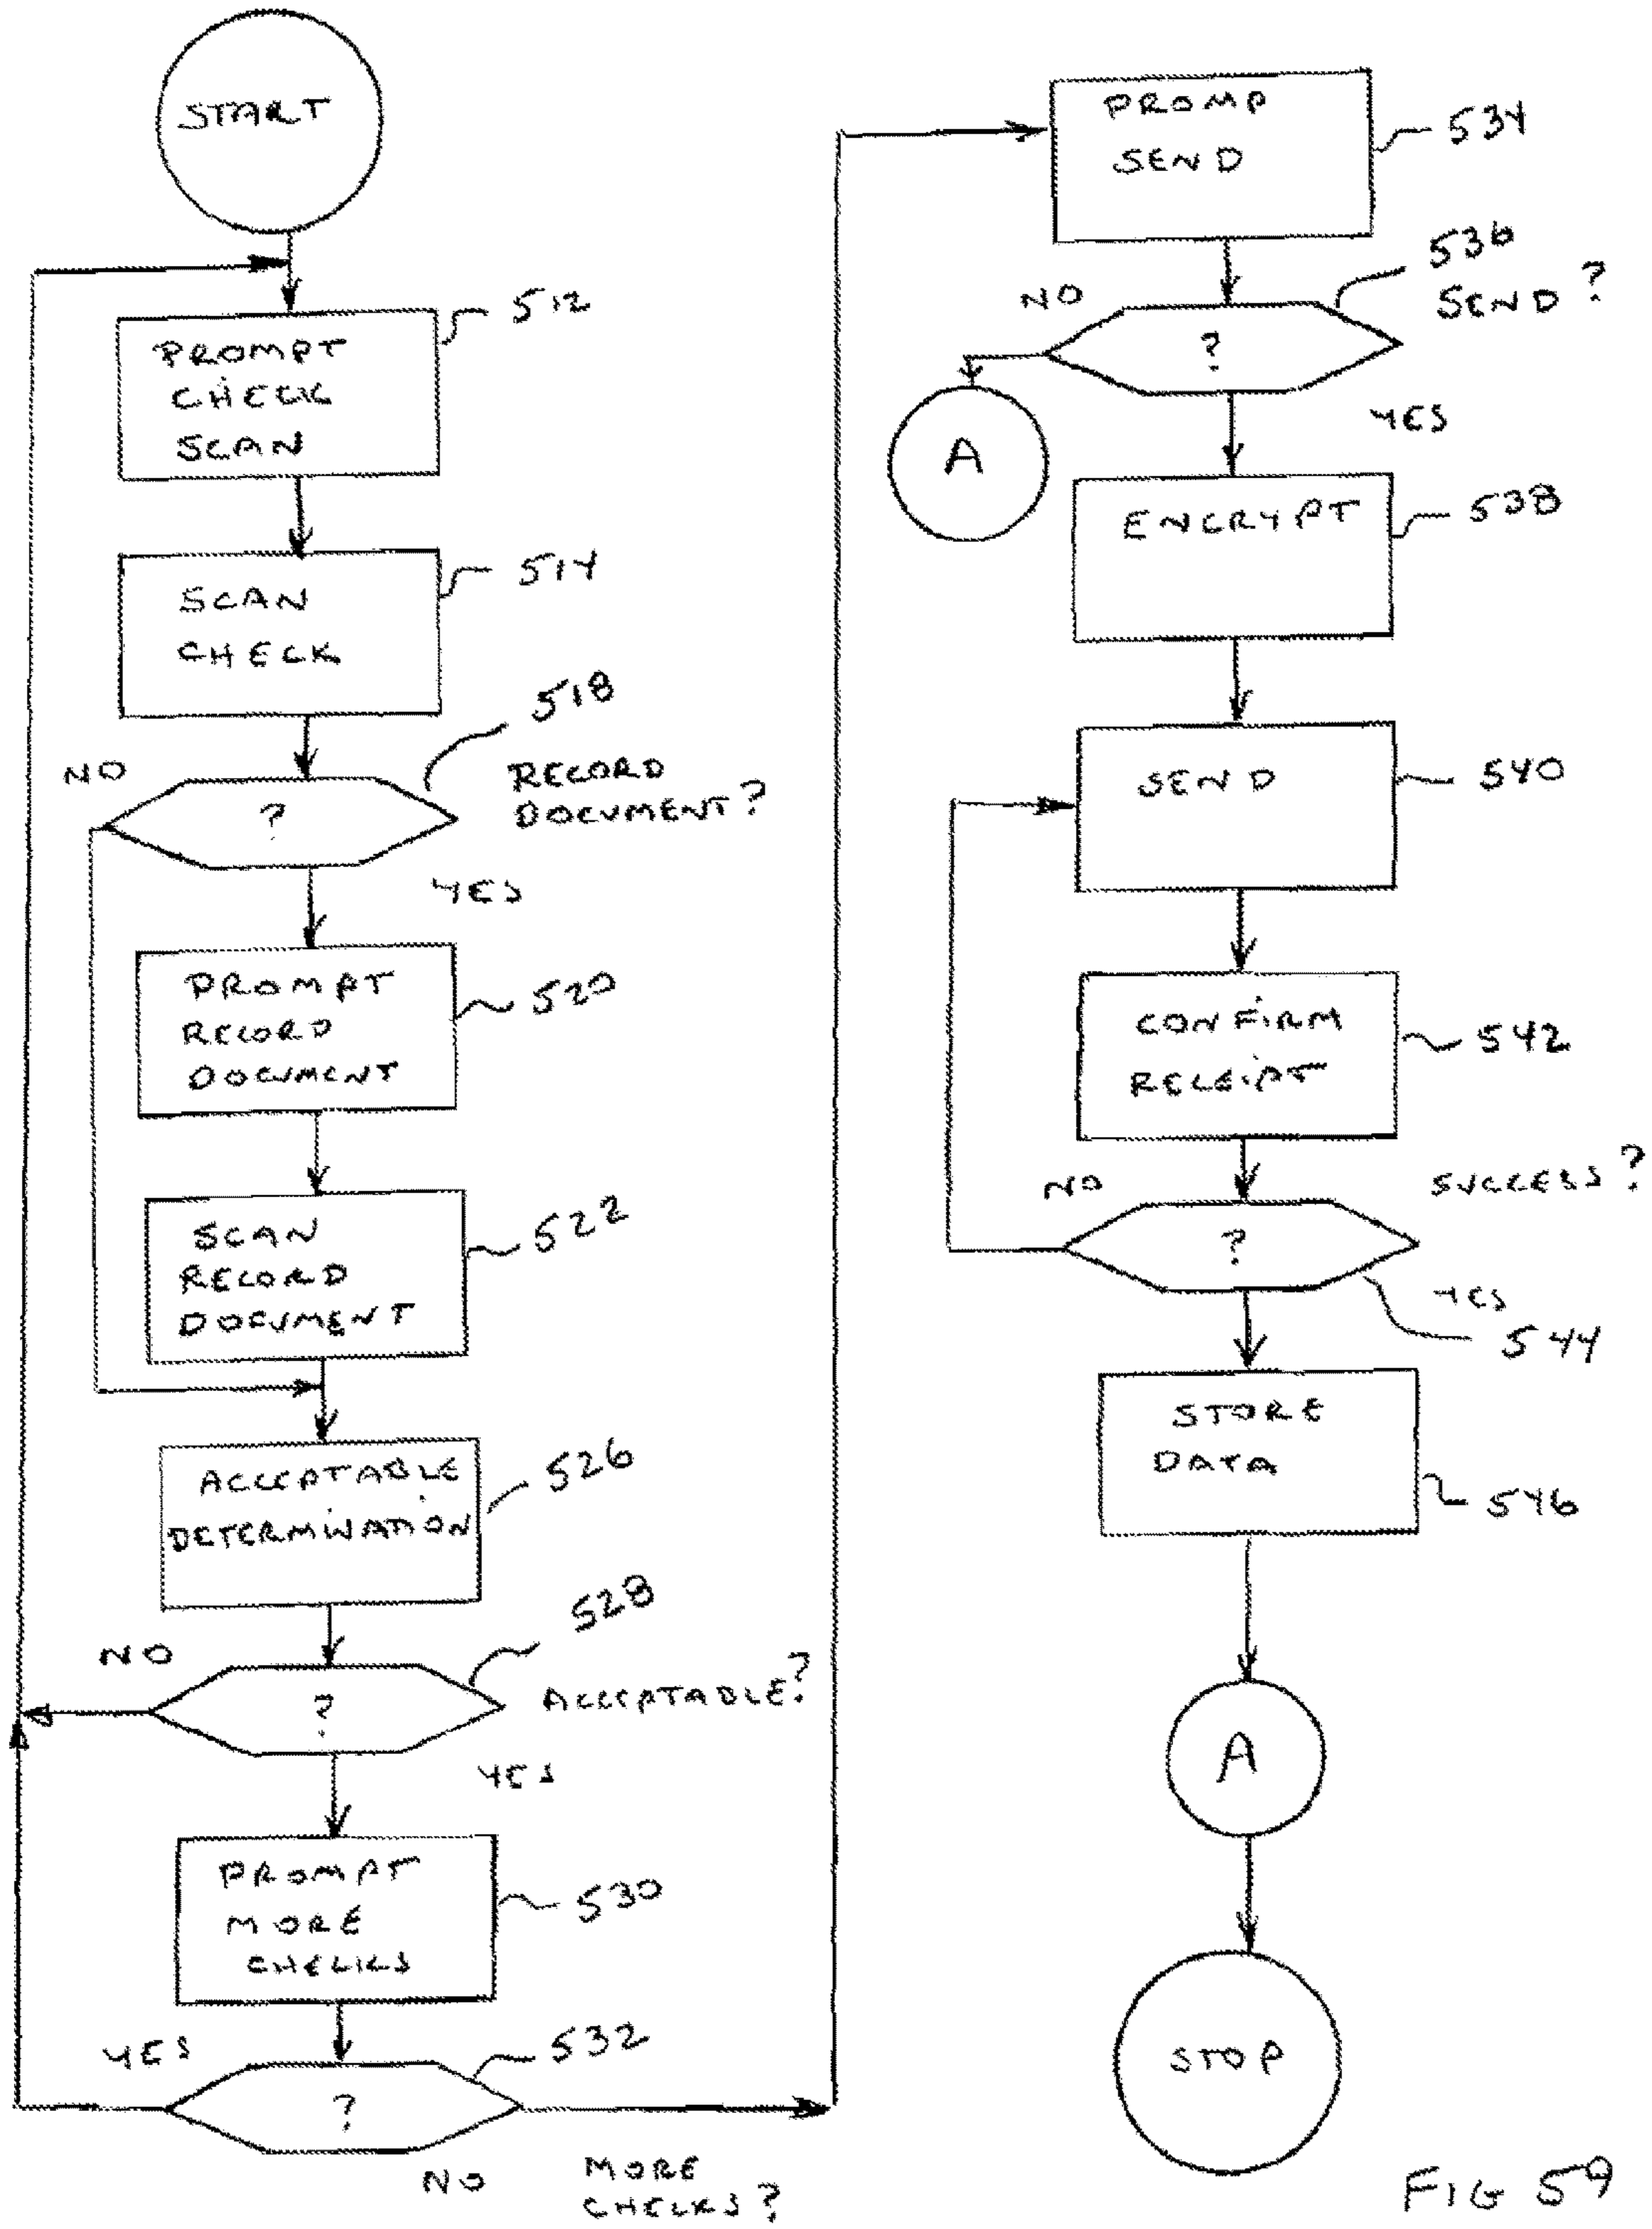 START
PROMPT
CHECK
SCAN
512
SCAN
CHECK
514
518
NO
?
RECORD
DOCUMENT?
YES
PROMPT
RECORD
DOCUMENT
520
SCAN
RECORD
DOCUMENT
522
ACCEPTABLE
DETERMINATION
526
528
NO
?
ACCEPTABLE?
YES
PROMPT
MORE
CHECKS
530
532
YES
?
NO
MORE
CHECKS?
PROMP
SEND
534
536
SEND?
NO
?
YES
A
ENCRYPT
538
SEND
540
CONFIRM
RECEIPT
542
NO
SUCCESS?
?
YES
544
STORE
DATA
546
A
STOP
FIG 59